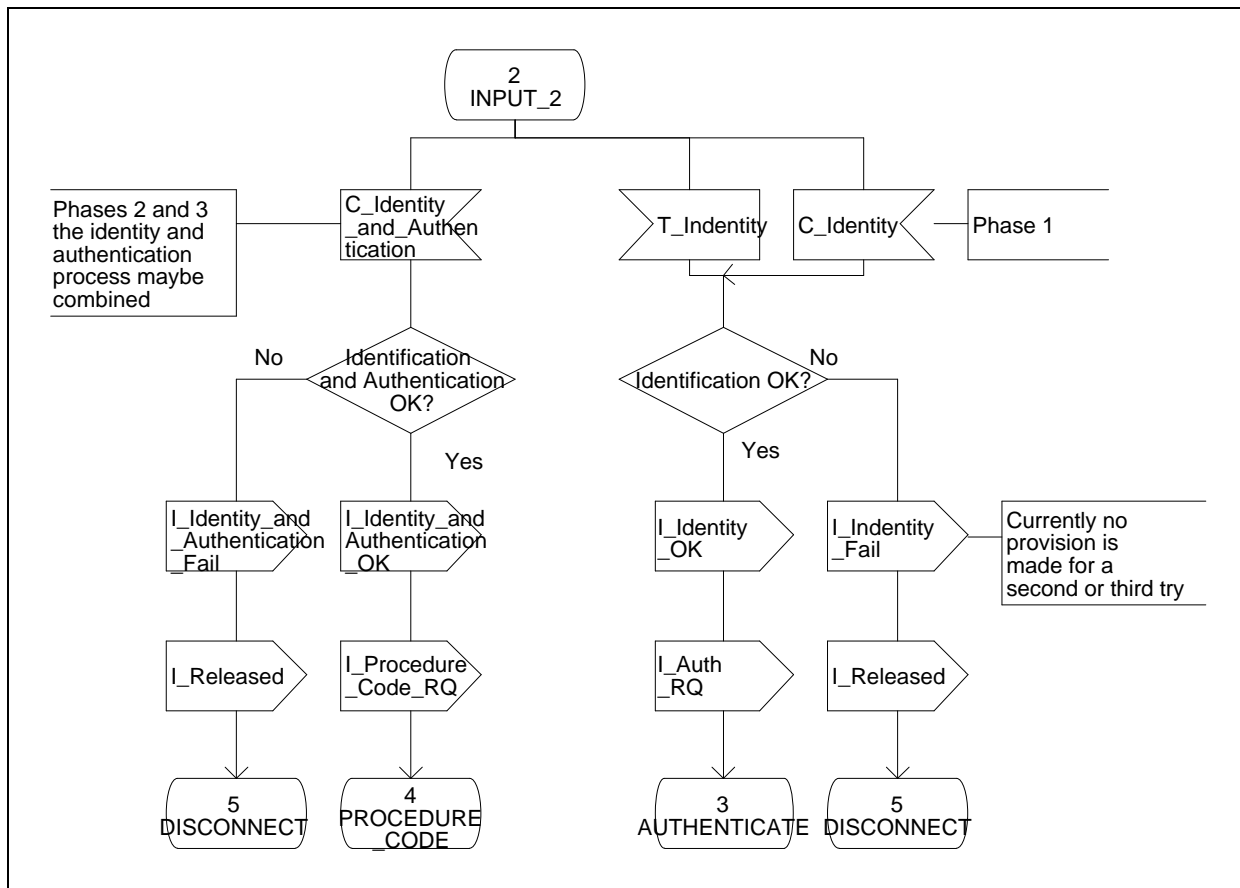 2
INPUT_2
Phases 2 and 3
the identity and
authentication
process maybe
combined
C_Identity
_and_Authen
tication
T_Indentity
C_Identity
Phase 1
No
Identification
and Authentication
OK?
Yes
Identification OK?
No
Yes
I_Identity_and
_Authentication
_Fail
I_Identity_and
Authentication
_OK
I_Identity
_OK
I_Indentity
_Fail
Currently no
provision is
made for a
second or third try
I_Released
I_Procedure
_Code_RQ
I_Auth
_RQ
I_Released
5
DISCONNECT
4
PROCEDURE
_CODE
3
AUTHENTICATE
5
DISCONNECT